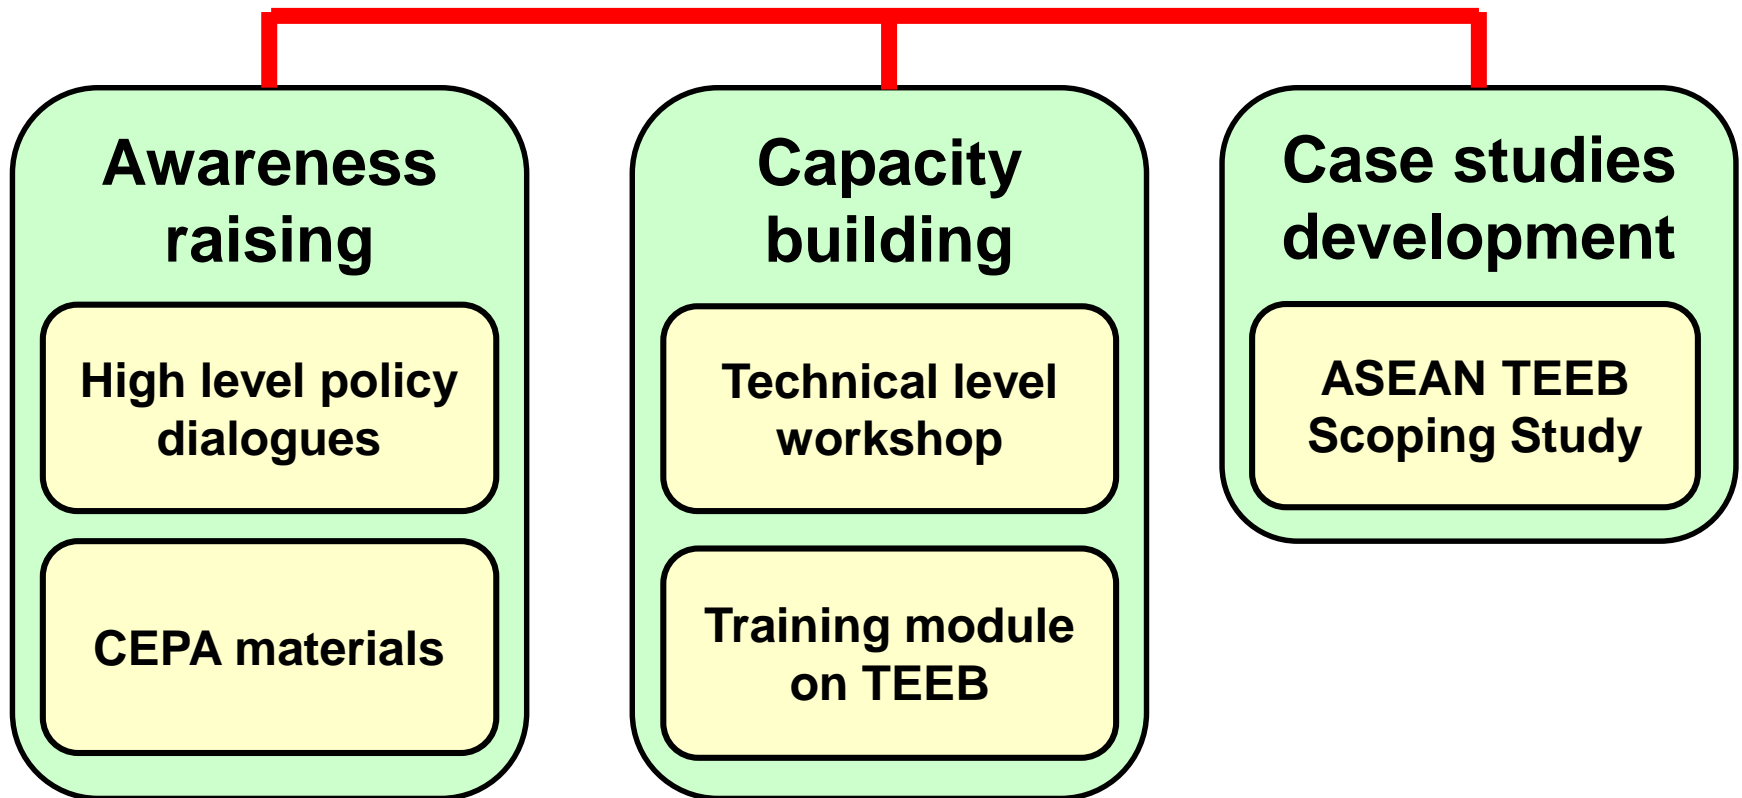 Awareness
raising
High level policy
dialogues
CEPA materials
Capacity
building
Technical level
workshop
Training module
on TEEB
Case studies
development
ASEAN TEEB
Scoping Study